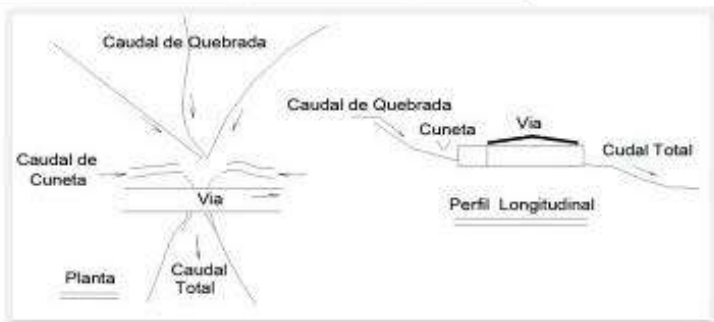 Caudal de Quebrada
Caudal de
Cuneta
Via
Caudal
Total
Planta
Caudal de Quebrada
Cuneta
Via
Cudal Total
Perfil Longitudinal